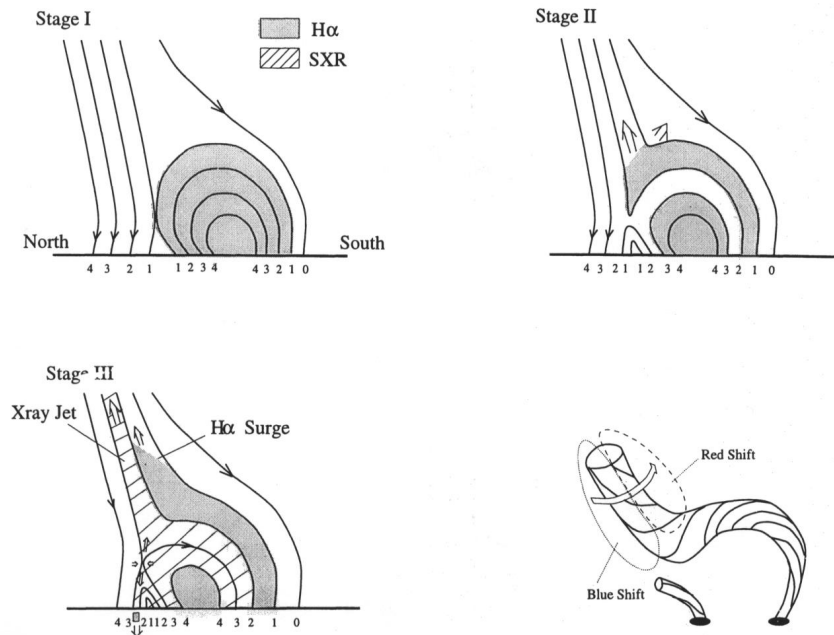 Stage I
Hα
SXR
North
South
4 3 2 1 1 2 3 4 4 3 2 1 0
Stage II
4 3 2 1 1 2 3 4 4 3 2 1 0
Stage III
Xray Jet
Hα Surge
4 3 2 1 1 2 3 4 4 3 2 1 0
Red Shift
Blue Shift